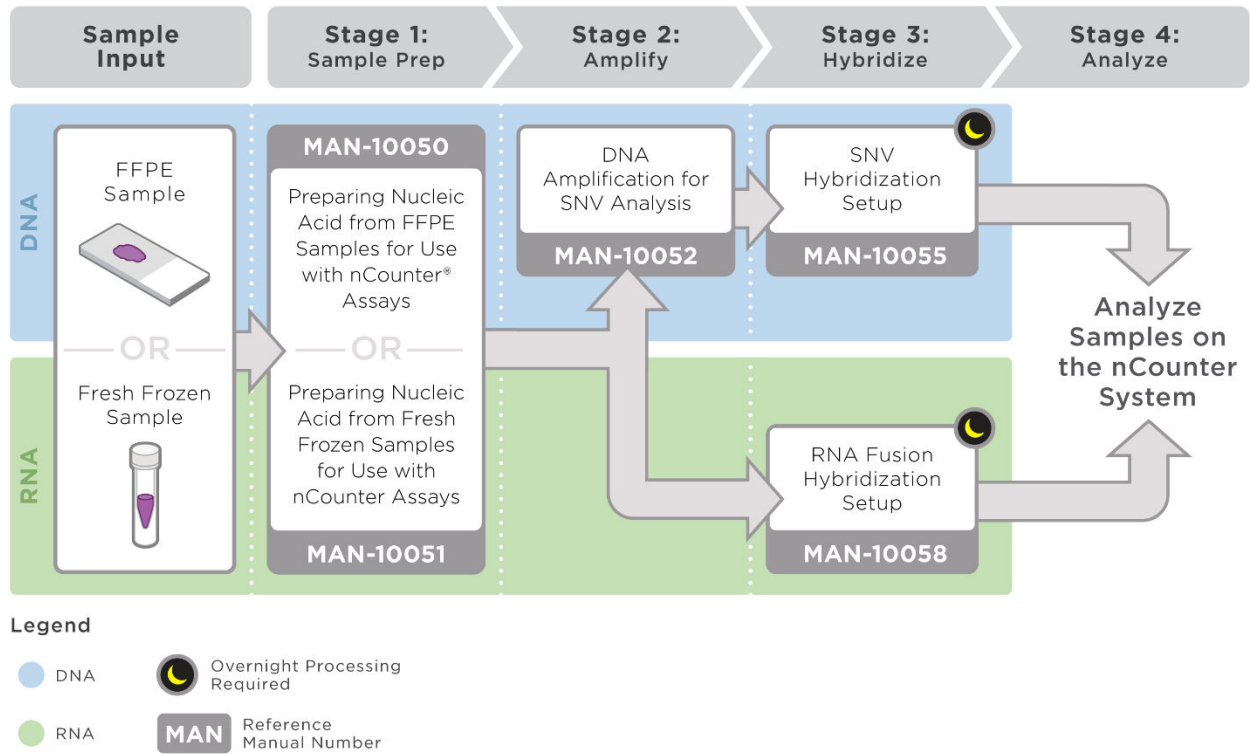 Sample
Input
Stage 1:
Sample Prep
Stage 2:
Amplify
Stage 3:
Hybridize
Stage 4:
Analyze
DNA
FFPE
Sample
OR
Fresh Frozen
Sample
MAN-10050
Preparing Nucleic
Acid from FFPE
Samples for Use
with nCounter®
Assays
OR
Preparing Nucleic
Acid from Fresh
Frozen Samples
for Use with
nCounter Assays
MAN-10051
DNA
Amplification for
SNV Analysis
MAN-10052
SNV
Hybridization
Setup
MAN-10055
RNA
RNA Fusion
Hybridization
Setup
MAN-10058
Analyze
Samples on
the nCounter
System
Legend
DNA
Overnight Processing
Required
RNA
MAN
Reference
Manual Number